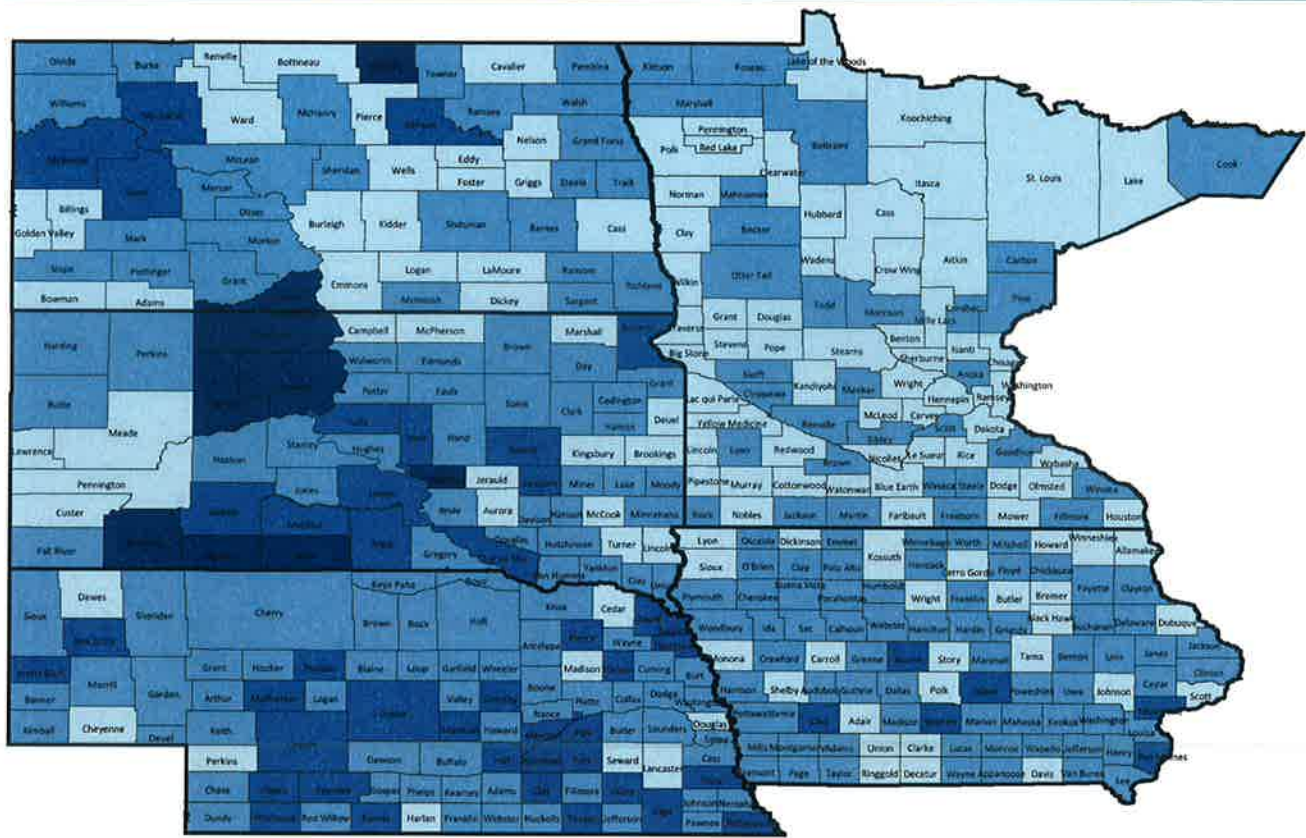 Divide
Burke
Renville
Bottineau
Towner
Cavalier
Pembina
Williams
Ward
McHenry
Pierce
Ramsey
Walsh
Nelson
Grand Forks
McLean
Sheridan
Wells
Eddy
Foster
Griggs
Steele
Traill
Mercer
Oliver
Billings
Golden Valley
Stark
Morton
Burleigh
Kidder
Stutsman
Barnes
Cass
Slope
Hettinger
Grant
Emmons
Logan
LaMoure
Ransom
Richland
Bowman
Adams
McIntosh
Dickey
Sargent
Kittson
Roseau
Lake of the Woods
Marshall
Koochiching
Pennington
Red Lake
Polk
Beltrami
Clearwater
Itasca
St. Louis
Lake
Cook
Norman
Mahnomen
Hubbard
Cass
Clay
Becker
Wadena
Crow Wing
Aitkin
Carlton
Wilkin
Otter Tail
Todd
Morrison
Mille Lacs
Pine
Grant
Douglas
Traverse
Stevens
Pope
Stearns
Benton
Sherburne
Isanti
Big Stone
Swift
Kandiyohi
Meeker
Wright
Anoka
Washington
Hennepin
Ramsey
Chippewa
Lac qui Parle
McLeod
Carver
Scott
Dakota
Yellow Medicine
Renville
Sibley
Lincoln
Lyon
Redwood
Brown
Nicollet
Le Sueur
Rice
Goodhue
Wabasha
Pipestone
Murray
Cottonwood
Watonwan
Blue Earth
Waseca
Steele
Dodge
Olmsted
Winona
Rock
Nobles
Jackson
Martin
Faribault
Freeborn
Mower
Fillmore
Houston
Harding
Perkins
Campbell
McPherson
Brown
Marshall
Walworth
Edmunds
Day
Butte
Potter
Faulk
Spink
Clark
Codington
Grant
Hamlin
Deuel
Meade
Lawrence
Haakon
Stanley
Hughes
Hand
Kingsbury
Brookings
Pennington
Jones
Jerauld
Miner
Lake
Moody
Custer
Brule
Aurora
Davison
Hanson
McCook
Minnehaha
Fall River
Gregory
Douglas
Hutchinson
Turner
Lincoln
Yankton
Clay
Lyon
Osceola
Dickinson
Emmet
Kossuth
Winnebago
Worth
Mitchell
Howard
Winneshiek
Allamakee
Sioux
O'Brien
Clay
Palo Alto
Hancock
Cerro Gordo
Floyd
Chickasaw
Plymouth
Cherokee
Buena Vista
Pocahontas
Humboldt
Wright
Franklin
Butler
Bremer
Fayette
Clayton
Woodbury
Ida
Sac
Calhoun
Webster
Hamilton
Hardin
Grundy
Black Hawk
Buchanan
Delaware
Dubuque
Monona
Crawford
Carroll
Greene
Story
Marshall
Tama
Benton
Linn
Jones
Jackson
Clinton
Harrison
Shelby
Audubon
Guthrie
Dallas
Polk
Poweshiek
Iowa
Johnson
Cedar
Scott
Adair
Madison
Marion
Mahaska
Keokuk
Washington
Mills
Montgomery
Adams
Union
Clarke
Lucas
Monroe
Wapello
Jefferson
Henry
Page
Taylor
Ringgold
Decatur
Wayne
Appanoose
Davis
Van Buren
Lee
Sioux
Dawes
Sheridan
Cherry
Keya Paha
Boyd
Brown
Rock
Holt
Knox
Cedar
Antelope
Pierce
Wayne
Grant
Hooker
Blaine
Loup
Garfield
Wheeler
Madison
Cuming
Burt
Banner
Morrill
Garden
Arthur
Logan
Valley
Boone
Nance
Platte
Colfax
Dodge
Washington
Kimball
Cheyenne
Deuel
Keith
Howard
Butler
Saunders
Douglas
Perkins
Dawson
Buffalo
Seward
Lancaster
Cass
Chase
Gosper
Phelps
Kearney
Adams
Clay
Fillmore
Dundy
Red Willow
Harlan
Franklin
Webster
Nuckolls
Jefferson
Johnson
Pawnee